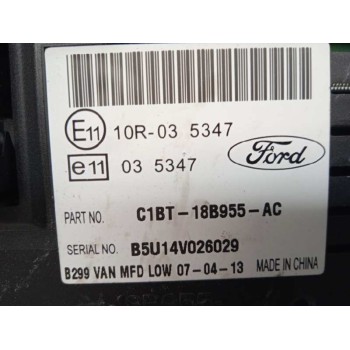 E11 10R-03 5347
e11 03 5347
Ford
PART NO. C1BT-18B955-AC
SERIAL NO. B5U14V026029
B299 VAN MFD LOW 07-04-13 MADE IN CHINA